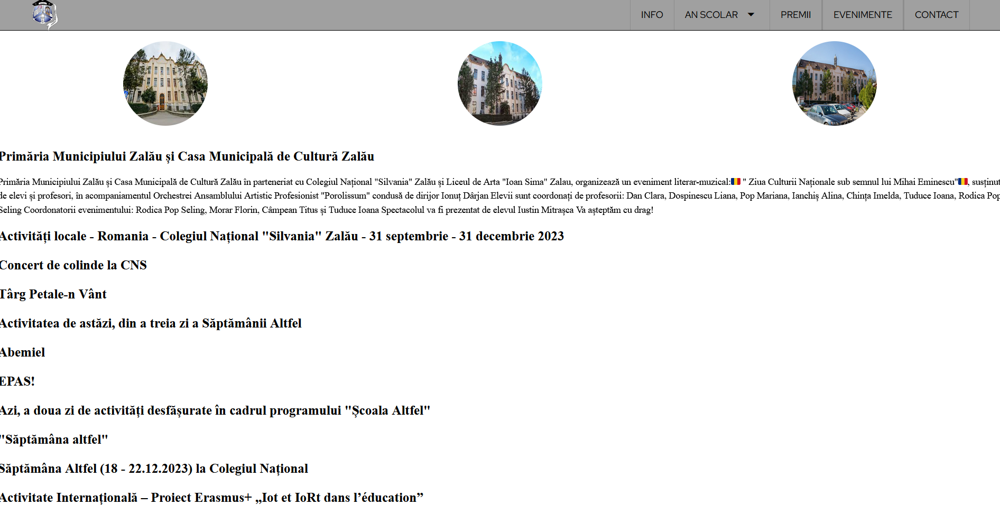 INFO
AN SCOLAR
PREMII
EVENIMENTE
CONTACT
Primăria Municipiului Zalău și Casa Municipală de Cultură Zalău
Primăria Municipiului Zalău și Casa Municipală de Cultură Zalău în parteneriat cu Colegiul Național "Silvania" Zalău și Liceul de Arta "Ioan Sima" Zalau, organizează un eveniment literar-muzical:🇷🇴 " Ziua Culturii Naționale sub semnul lui Mihai Eminescu"🇷🇴, susținut
de elevi și profesori, în acompaniamentul Orchestrei Ansamblului Artistic Profesionist "Porolissum" condusă de dirijor Ionuț Dârjan Elevii sunt coordonați de profesorii: Dan Clara, Dospinescu Liana, Pop Mariana, Ianchiș Alina, Chința Imelda, Tuduce Ioana, Rodica Pop
Seling Coordonatorii evenimentului: Rodica Pop Seling, Morar Florin, Câmpean Titus și Tuduce Ioana Spectacolul va fi prezentat de elevul Iustin Mitrașca Va așteptăm cu drag!
Activități locale - Romania - Colegiul Național "Silvania" Zalău - 31 septembrie - 31 decembrie 2023
Concert de colinde la CNS
Târg Petale-n Vânt
Activitatea de astăzi, din a treia zi a Săptămânii Altfel
Abemiel
EPAS!
Azi, a doua zi de activități desfășurate în cadrul programului "Școala Altfel"
"Săptămâna altfel"
Săptămâna Altfel (18 - 22.12.2023) la Colegiul Național
Activitate Internațională – Proiect Erasmus+ „Iot et IoRt dans l’éducation”